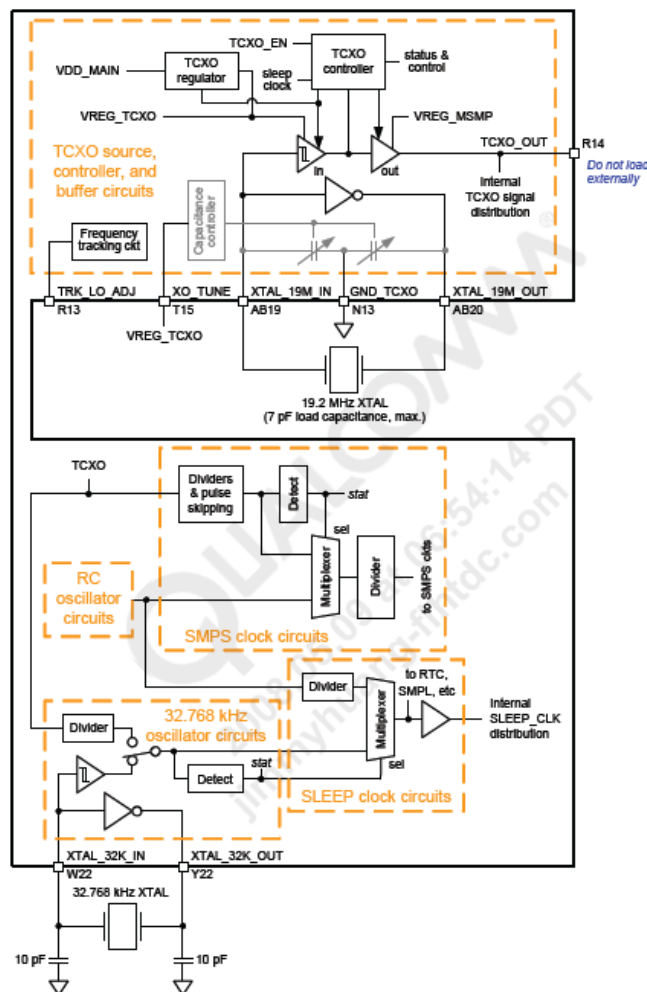 TCXO_EN
TCXO
controller
status &
control
VDD_MAIN
TCXO
regulator
sleep
clock
VREG_TCXO
VREG_MSMP
TCXO_OUT
R14
Do not load
externally
TCXO source,
controller, and
buffer circuits
in
out
Internal
TCXO signal
distribution
Frequency
tracking ckt
Capacitance
controller
TRK_LO_ADJ
XO_TUNE
XTAL_19M_IN
GND_TCXO
XTAL_19M_OUT
R13
T15
AB19
N13
AB20
VREG_TCXO
19.2 MHz XTAL
(7 pF load capacitance, max.)
QUALCOMM®
TCXO
Dividers
& pulse
skipping
Detect
stat
sel
Multiplexer
Divider
to SMPS ckts
RC
oscillator
circuits
SMPS clock circuits
Divider
to RTC,
SMPL, etc
Multiplexer
Internal
SLEEP_CLK
distribution
32.768 kHz
oscillator circuits
Divider
stat
Detect
sel
SLEEP clock circuits
XTAL_32K_IN
XTAL_32K_OUT
W22
Y22
32.768 kHz XTAL
10 pF
10 pF